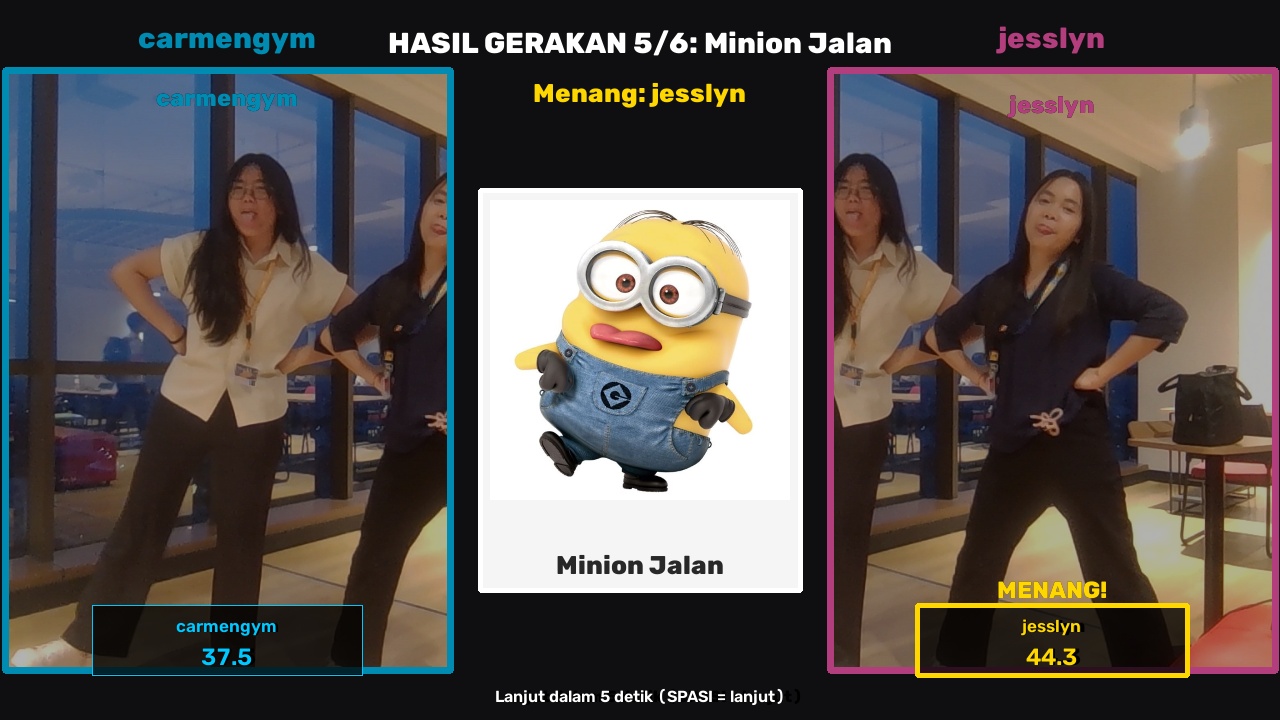 carmengym
HASIL GERAKAN 5/6: Minion Jalan
jesslyn
Menang: jesslyn
carmengym
jesslyn
Minion Jalan
MENANG!
carmengym
37.5
jesslyn
44.3
Lanjut dalam 5 detik (SPASI = lanjut)